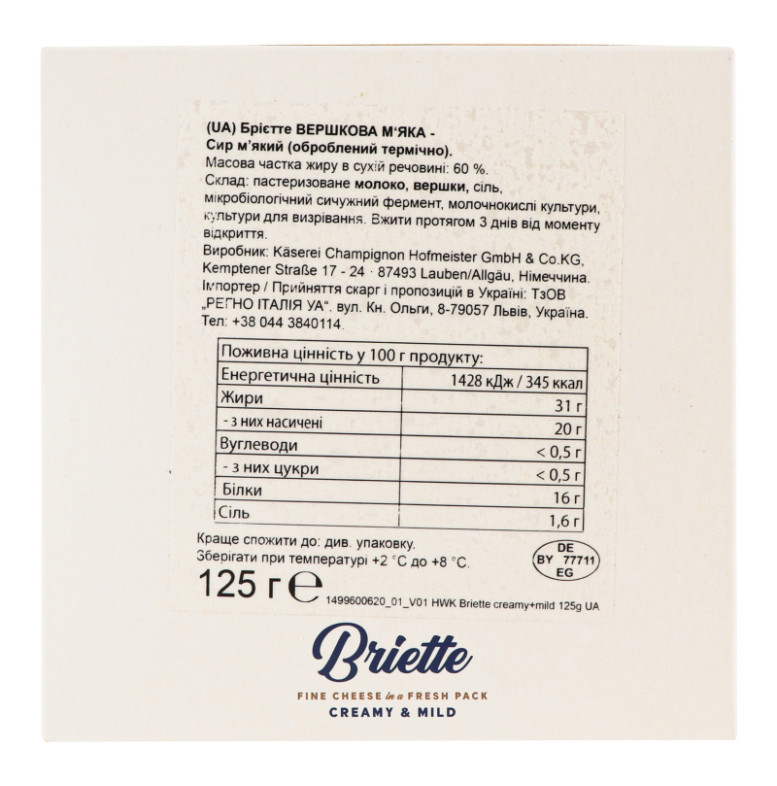 (UA) Брієтте ВЕРШКОВА М'ЯКА -
Сир м'який (оброблений термічно).
Масова частка жиру в сухій речовині: 60 %.
Склад: пастеризоване молоко, вершки, сіль,
мікробіологічний сичужний фермент, молочнокислі культури,
культури для визрівання. Вжити протягом 3 днів від моменту
відкриття.
Виробник: Käserei Champignon Hofmeister GmbH & Co.KG,
Kemptener Straße 17 - 24 · 87493 Lauben/Allgäu, Німеччина.
Імпортер / Прийняття скарг і пропозицій в Україні: ТзОВ
„РЕГНО ІТАЛІЯ УА“. вул. Кн. Ольги, 8-79057 Львів, Україна.
Тел: +38 044 3840114.
Поживна цінність у 100 г продукту:
Енергетична цінність 1428 кДж / 345 ккал
Жири 31 г
- з них насичені 20 г
Вуглеводи < 0,5 г
- з них цукри < 0,5 г
Білки 16 г
Сіль 1,6 г
Краще спожити до: див. упаковку.
Зберігати при температурі +2 °C до +8 °C.
DE
BY 77711
EG
125 г ℮
1499600620_01_V01 HWK Briette creamy+mild 125g UA
Briette
FINE CHEESE in a FRESH PACK
CREAMY & MILD